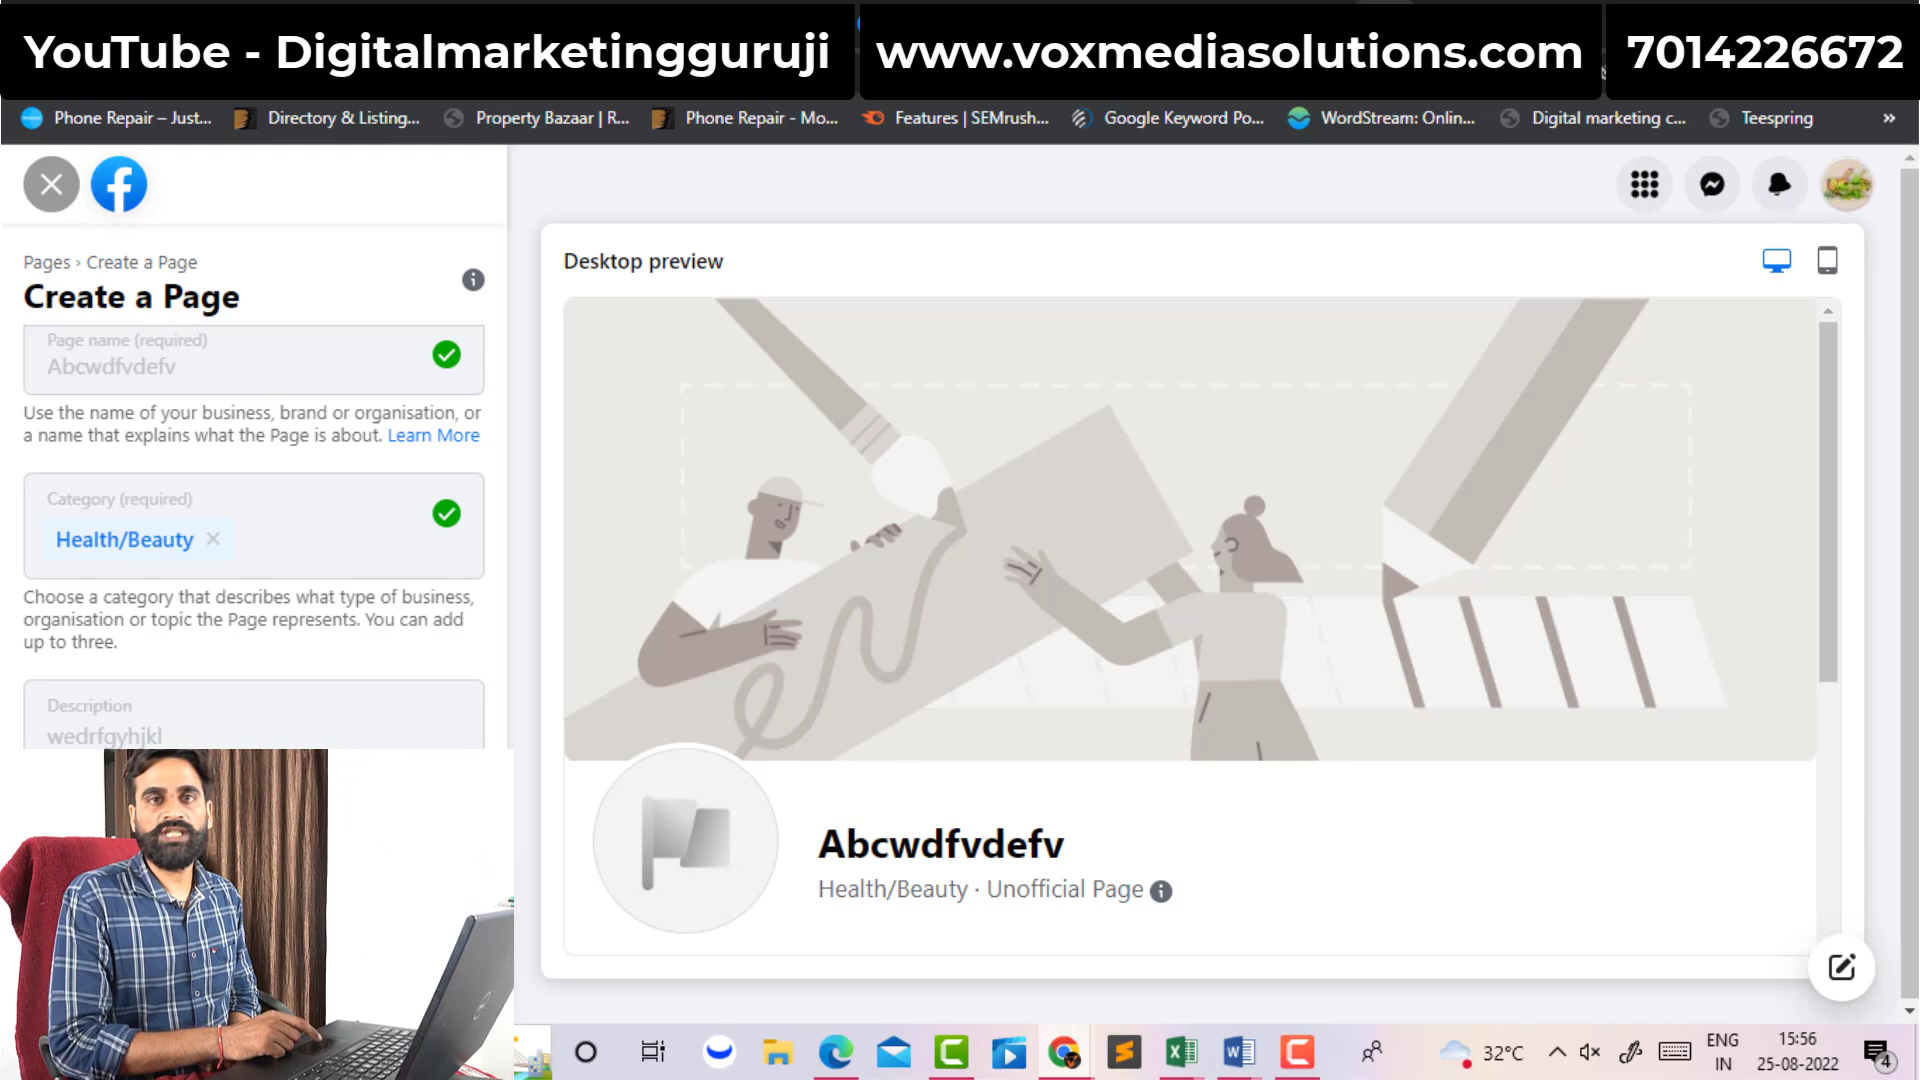 YouTube - Digitalmarketingguruji
www.voxmediasolutions.com
7014226672
Phone Repair – Just...
Directory & Listing...
Property Bazaar | R...
Phone Repair - Mo...
Features | SEMrush...
Google Keyword Po...
WordStream: Onlin...
Digital marketing c...
Teespring
»
Pages › Create a Page
Create a Page
Page name (required)
Abcwdfvdefv
Use the name of your business, brand or organisation, or
a name that explains what the Page is about. Learn More
Category (required)
Health/Beauty
Choose a category that describes what type of business,
organisation or topic the Page represents. You can add
up to three.
Description
wedrfgyhjkl
Desktop preview
Abcwdfvdefv
Health/Beauty · Unofficial Page
32°C
ENG
IN
15:56
25-08-2022
4